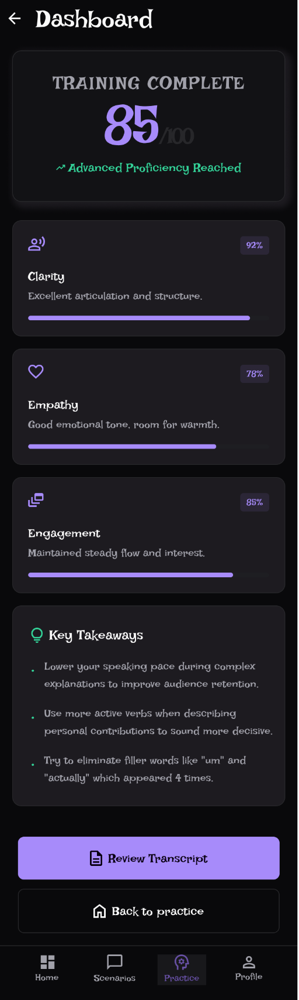 Dashboard
TRAINING COMPLETE
85/100
Advanced Proficiency Reached
92%
Clarity
Excellent articulation and structure.
78%
Empathy
Good emotional tone, room for warmth.
85%
Engagement
Maintained steady flow and interest.
Key Takeaways
Lower your speaking pace during complex
explanations to improve audience retention.
Use more active verbs when describing
personal contributions to sound more decisive.
Try to eliminate filler words like "um" and
"actually" which appeared 4 times.
Review Transcript
Back to practice
Home Scenarios Practice Profile